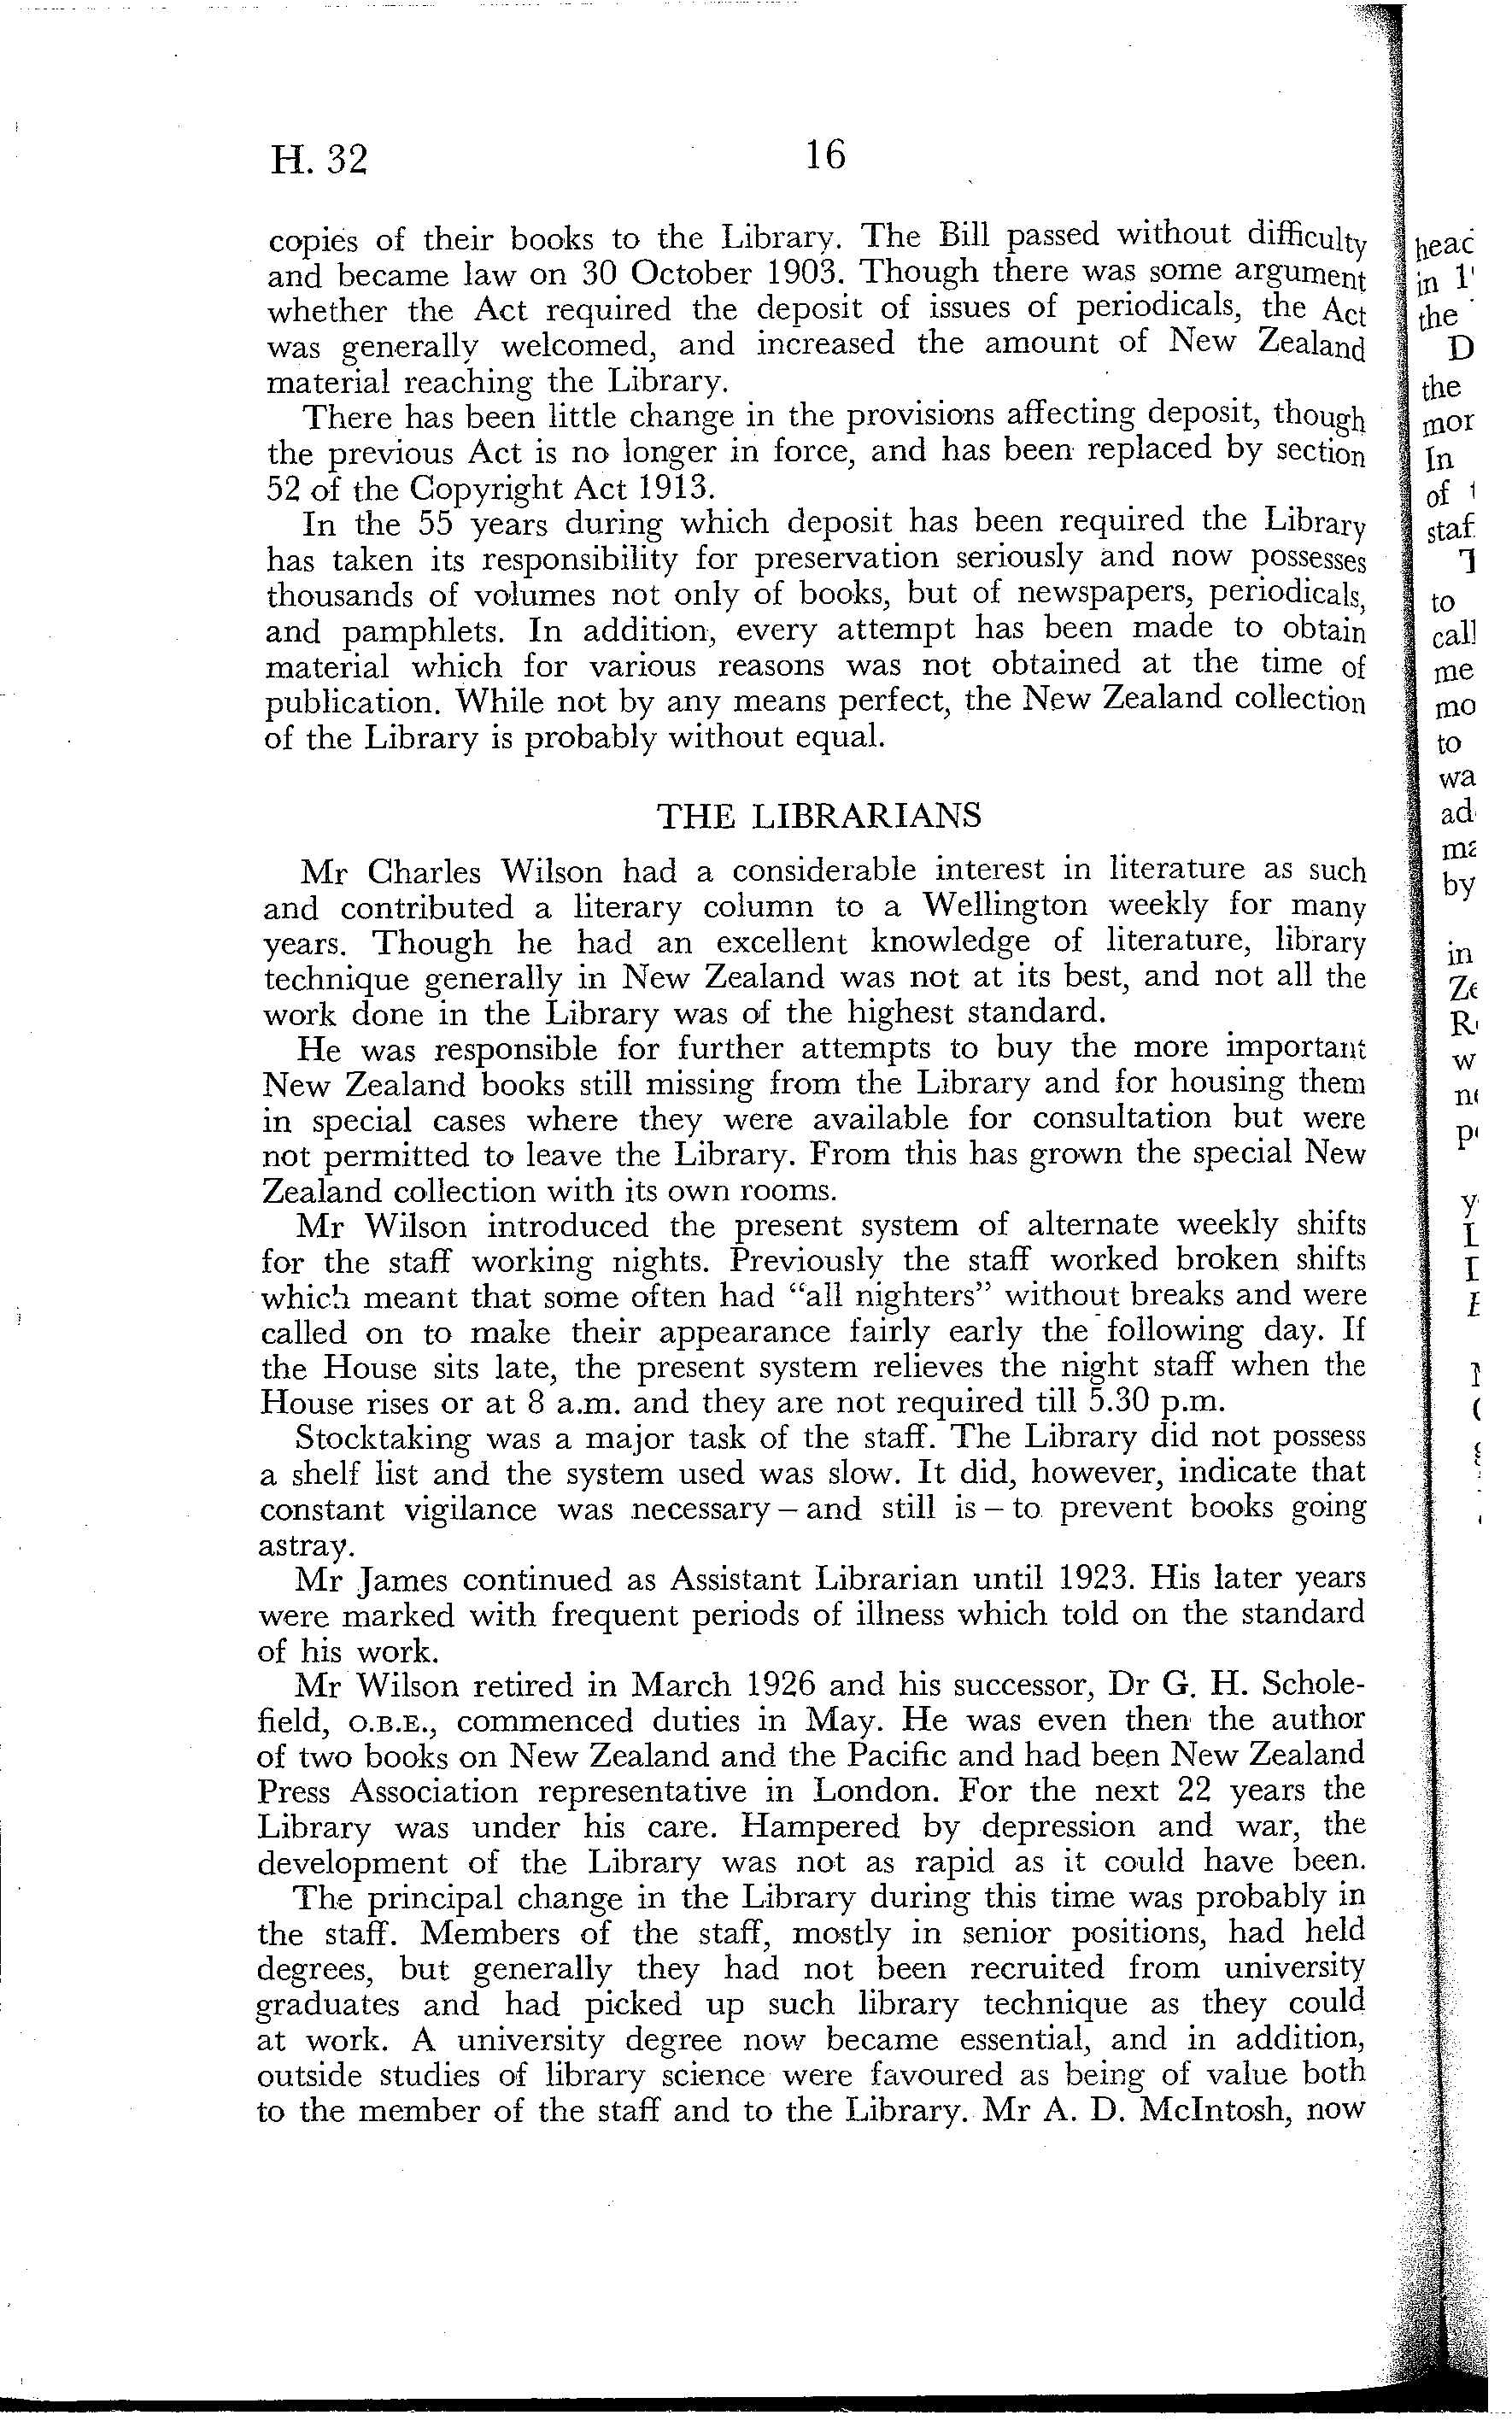 H. 32 16
copies of their books to the Library. The Bill passed without difficulty
and became law on 30 October 1903. Though there was some argument
whether the Act required the deposit of issues of periodicals, the Act
was generally welcomed, and increased the amount of New Zealand
material reaching the Library.
There has been little change in the provisions affecting deposit, though
the previous Act is no longer in force, and has been replaced by section
52 of the Copyright Act 1913.
In the 55 years during which deposit has been required the Library
has taken its responsibility for preservation seriously and now possesses
thousands of volumes not only of books, but of newspapers, periodicals,
and pamphlets. In addition, every attempt has been made to obtain
material which for various reasons was not obtained at the time of
publication. While not by any means perfect, the New Zealand collection
of the Library is probably without equal.
THE LIBRARIANS
Mr Charles Wilson had a considerable interest in literature as such
and contributed a literary column to a Wellington weekly for many
years. Though he had an excellent knowledge of literature, library
technique generally in New Zealand was not at its best, and not all the
work done in the Library was of the highest standard.
He was responsible for further attempts to buy the more important
New Zealand books still missing from the Library and for housing them
in special cases where they were available for consultation but were
not permitted to leave the Library. From this has grown the special New
Zealand collection with its own rooms.
Mr Wilson introduced the present system of alternate weekly shifts
for the staff working nights. Previously the staff worked broken shifts
which meant that some often had “all nighters” without breaks and were
called on to make their appearance fairly early the following day. If
the House sits late, the present system relieves the night staff when the
House rises or at 8 a.m. and they are not required till 5.30 p.m.
Stocktaking was a major task of the staff. The Library did not possess
a shelf list and the system used was slow. It did, however, indicate that
constant vigilance was necessary – and still is – to prevent books going
astray.
Mr James continued as Assistant Librarian until 1923. His later years
were marked with frequent periods of illness which told on the standard
of his work.
Mr Wilson retired in March 1926 and his successor, Dr G. H. Schole-
field, O.B.E., commenced duties in May. He was even then the author
of two books on New Zealand and the Pacific and had been New Zealand
Press Association representative in London. For the next 22 years the
Library was under his care. Hampered by depression and war, the
development of the Library was not as rapid as it could have been.
The principal change in the Library during this time was probably in
the staff. Members of the staff, mostly in senior positions, had held
degrees, but generally they had not been recruited from university
graduates and had picked up such library technique as they could
at work. A university degree now became essential, and in addition,
outside studies of library science were favoured as being of value both
to the member of the staff and to the Library. Mr A. D. McIntosh, now